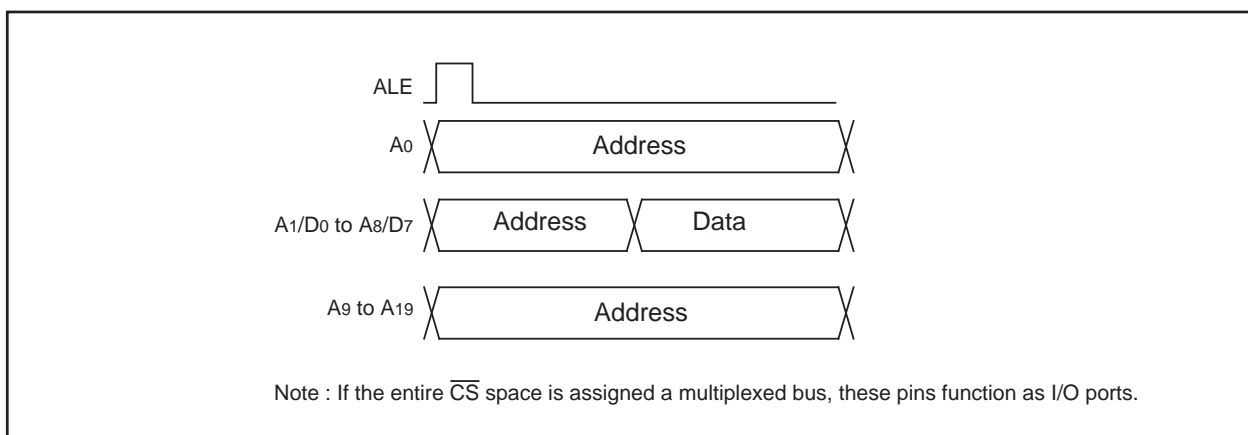 ALE
A0 Address
A1/D0 to A8/D7 Address Data
A9 to A19 Address
Note : If the entire C̅S̅ space is assigned a multiplexed bus, these pins function as I/O ports.